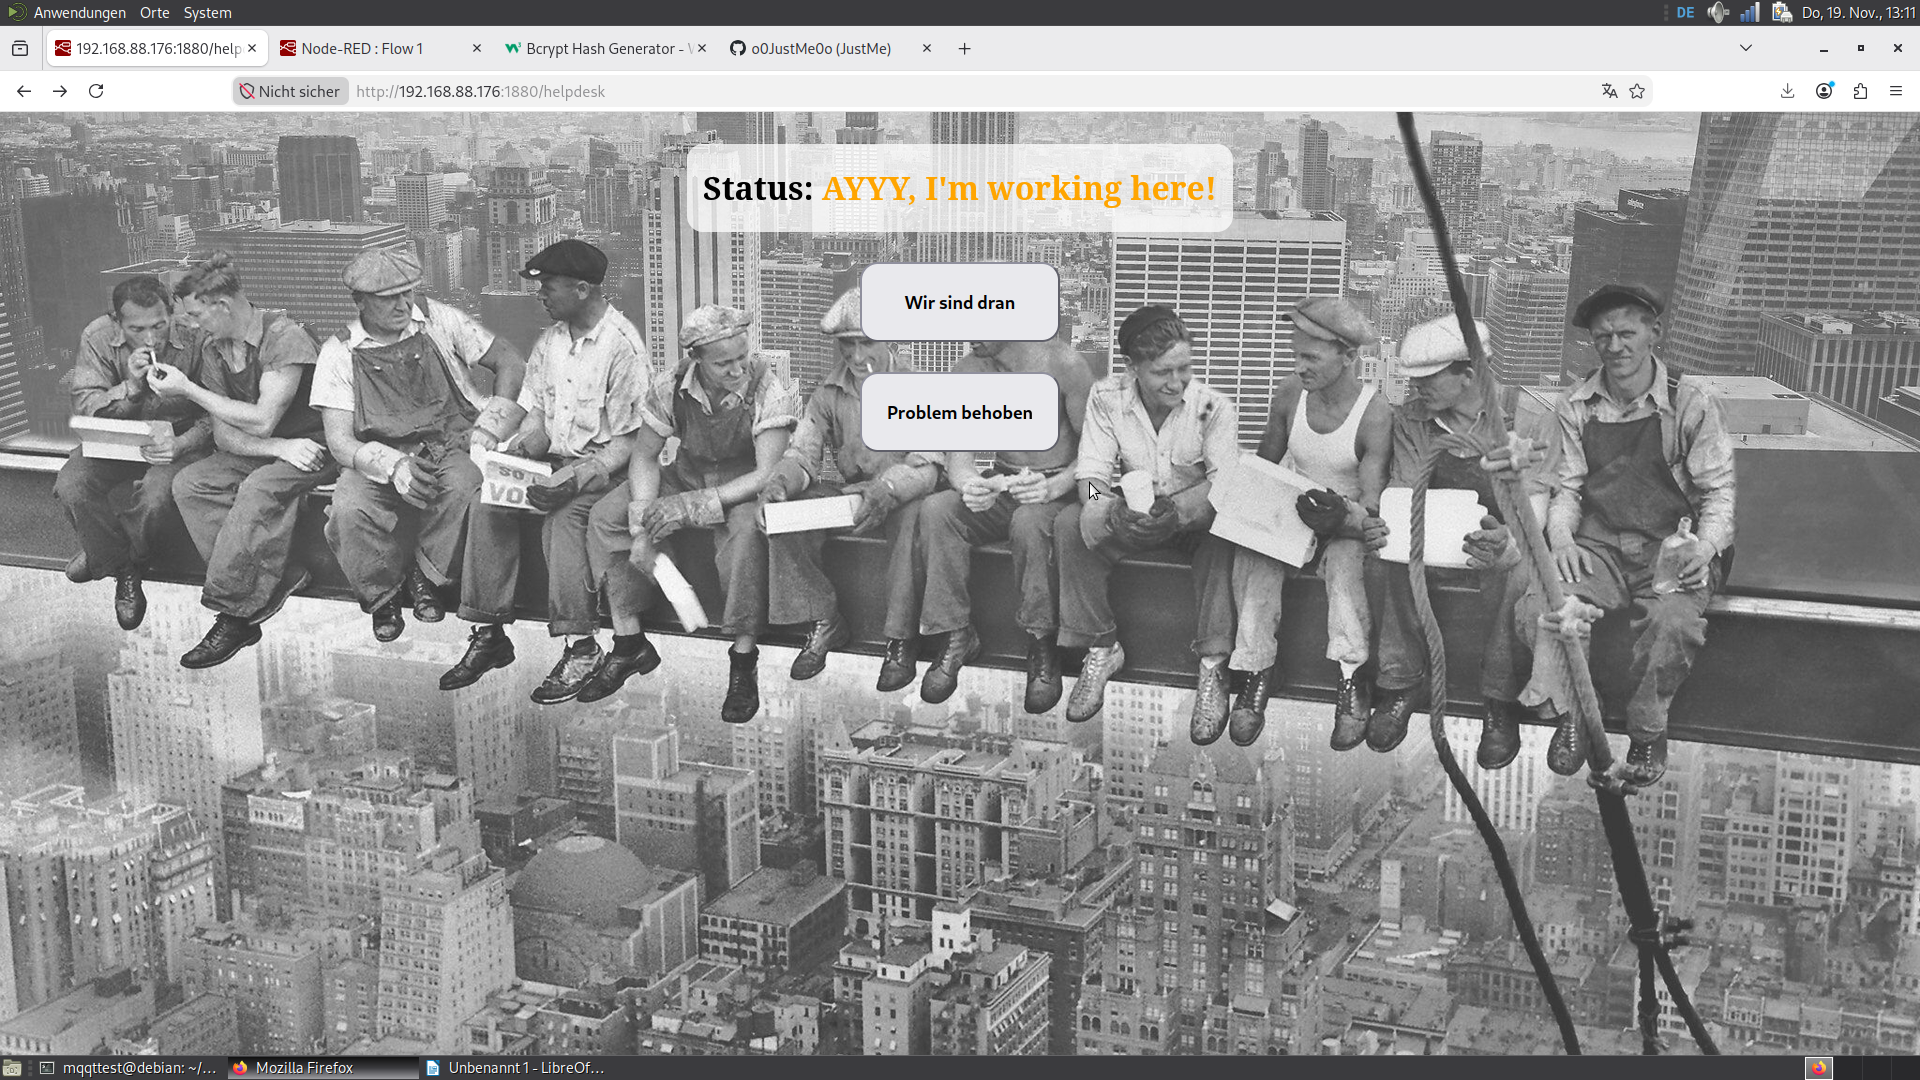 Anwendungen Orte System
DE Do, 19. Nov., 13:11
192.168.88.176:1880/help
Node-RED : Flow 1
Bcrypt Hash Generator -
o0JustMe0o (JustMe)
Nicht sicher
http://192.168.88.176:1880/helpdesk
Status: AYYY, I'm working here!
Wir sind dran
Problem behoben
mqqttest@debian: ~/...
Mozilla Firefox
Unbenannt 1 - LibreOf...